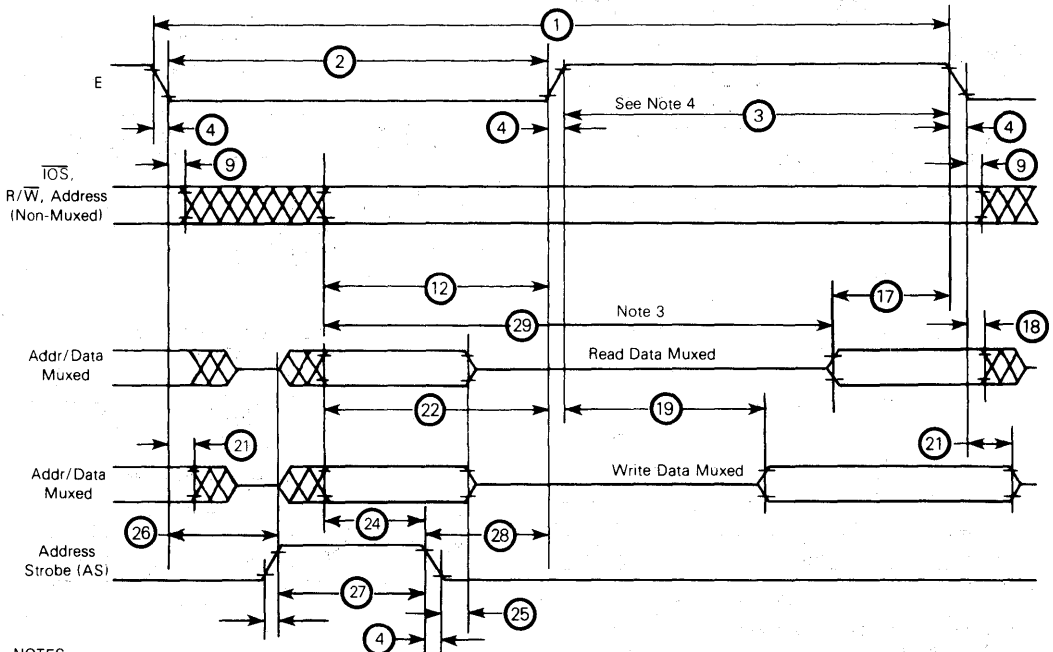 1
2
E
See Note 4
3
4
4
4
9
9
IOS,
R/W, Address
(Non-Muxed)
12
17
Note 3
29
18
Addr/Data
Muxed
Read Data Muxed
22
19
21
21
Addr/Data
Muxed
Write Data Muxed
24
26
28
Address
Strobe (AS)
27
25
4
NOTES